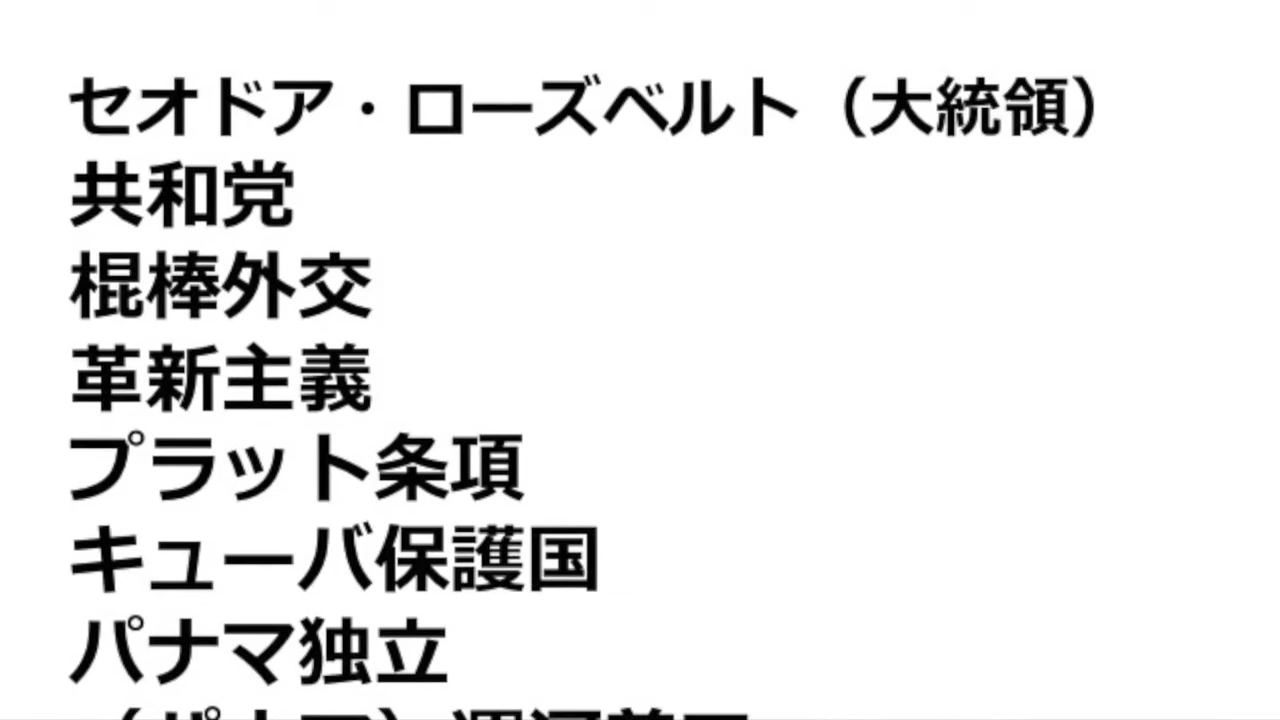 セオドア・ローズベルト（大統領）
共和党
棍棒外交
革新主義
プラット条項
キューバ保護国
パナマ独立